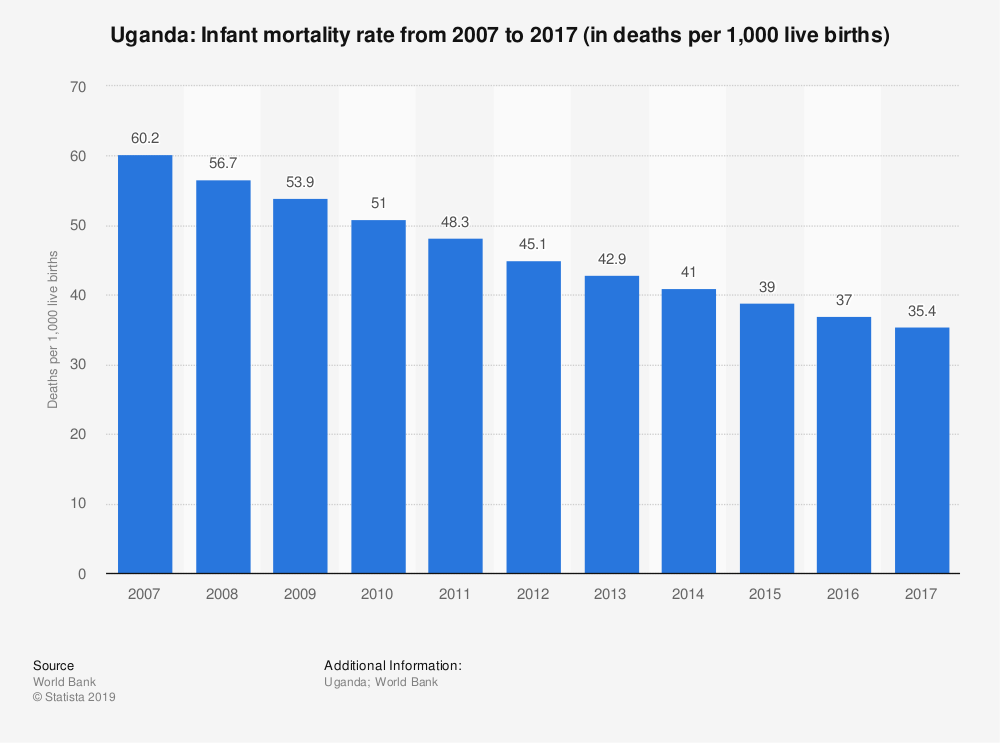 Uganda: Infant mortality rate from 2007 to 2017 (in deaths per 1,000 live births)
Deaths per 1,000 live births
70
60
50
40
30
20
10
0
60.2
56.7
53.9
51
48.3
45.1
42.9
41
39
37
35.4
2007 2008 2009 2010 2011 2012 2013 2014 2015 2016 2017
Source
World Bank
© Statista 2019
Additional Information:
Uganda; World Bank